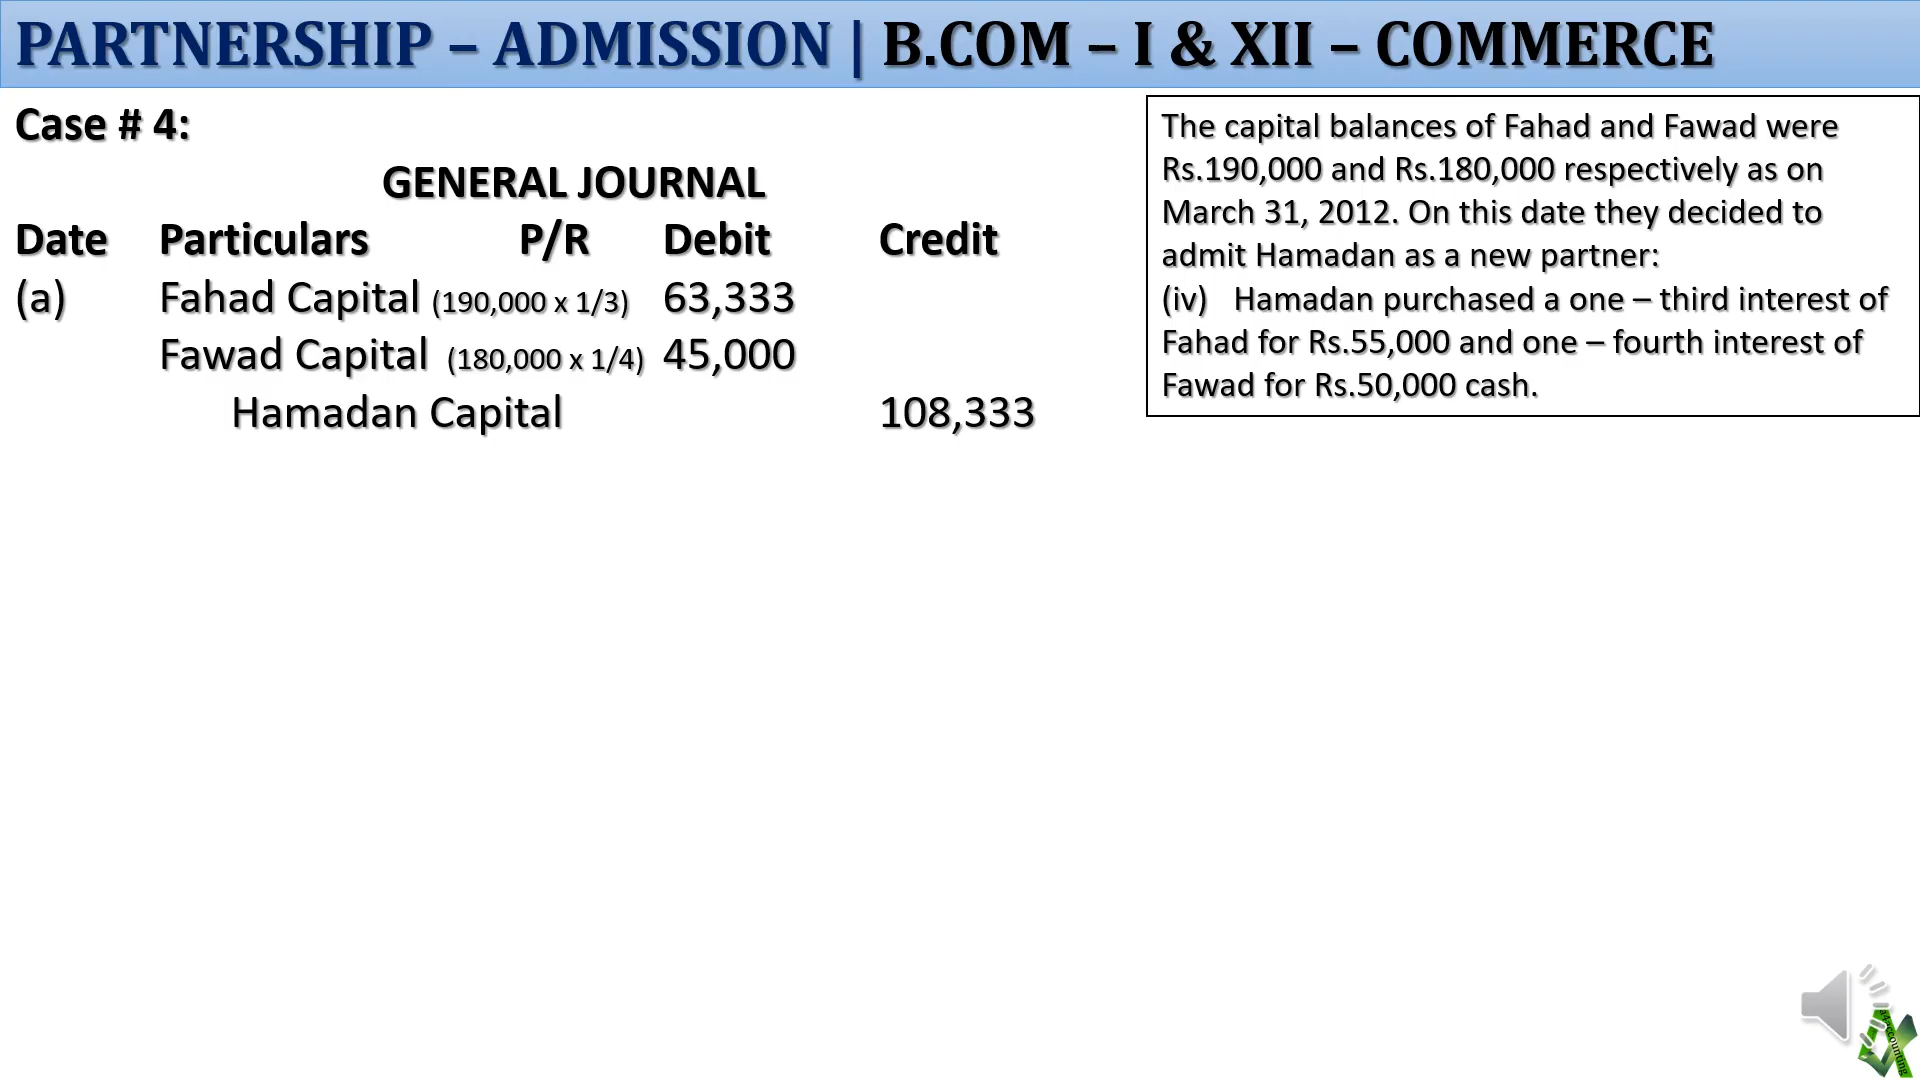 PARTNERSHIP – ADMISSION | B.COM – I & XII – COMMERCE
Case # 4:
GENERAL JOURNAL
Date Particulars P/R Debit Credit
(a) Fahad Capital (190,000 x 1/3) 63,333
Fawad Capital (180,000 x 1/4) 45,000
Hamadan Capital 108,333
The capital balances of Fahad and Fawad were
Rs.190,000 and Rs.180,000 respectively as on
March 31, 2012. On this date they decided to
admit Hamadan as a new partner:
(iv) Hamadan purchased a one – third interest of
Fahad for Rs.55,000 and one – fourth interest of
Fawad for Rs.50,000 cash.
a4accounting